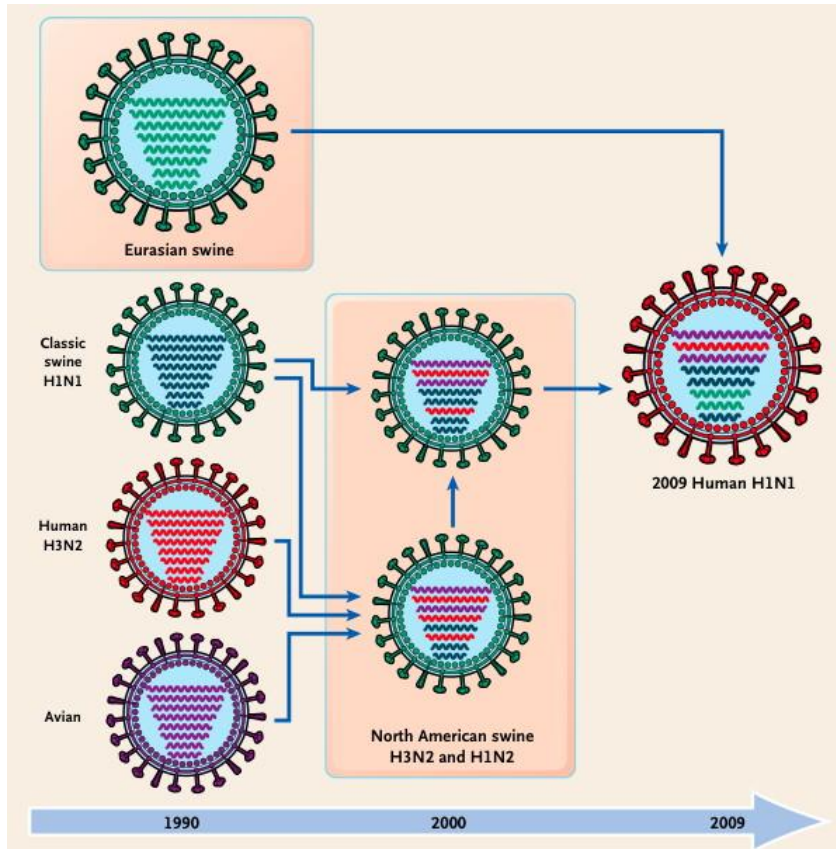 Eurasian swine
Classic
swine
H1N1
Human
H3N2
2009 Human H1N1
Avian
North American swine
H3N2 and H1N2
1990
2000
2009